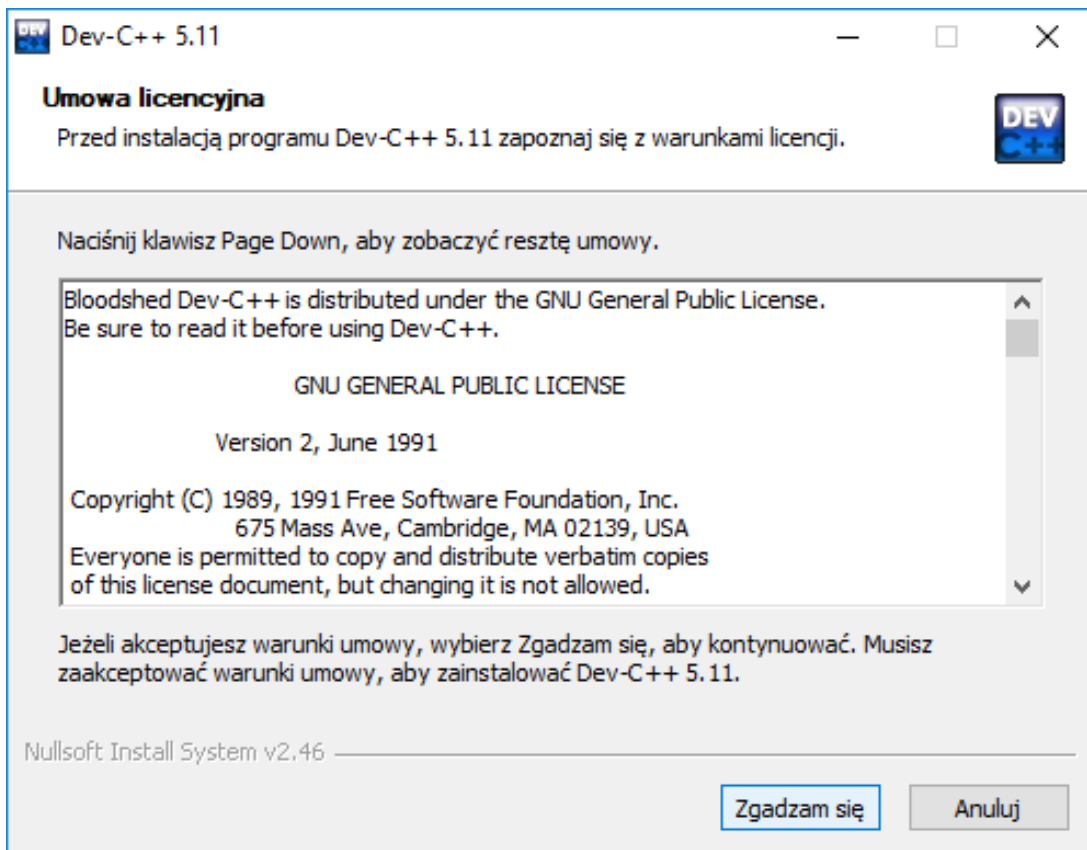 Dev-C++ 5.11
Umowa licencyjna
Przed instalacją programu Dev-C++ 5.11 zapoznaj się z warunkami licencji.
DEV
C++
Naciśnij klawisz Page Down, aby zobaczyć resztę umowy.
Bloodshed Dev-C++ is distributed under the GNU General Public License.
Be sure to read it before using Dev-C++.
GNU GENERAL PUBLIC LICENSE
Version 2, June 1991
Copyright (C) 1989, 1991 Free Software Foundation, Inc.
675 Mass Ave, Cambridge, MA 02139, USA
Everyone is permitted to copy and distribute verbatim copies
of this license document, but changing it is not allowed.
Jeżeli akceptujesz warunki umowy, wybierz Zgadzam się, aby kontynuować. Musisz
zaakceptować warunki umowy, aby zainstalować Dev-C++ 5.11.
Nullsoft Install System v2.46
Zgadzam się
Anuluj